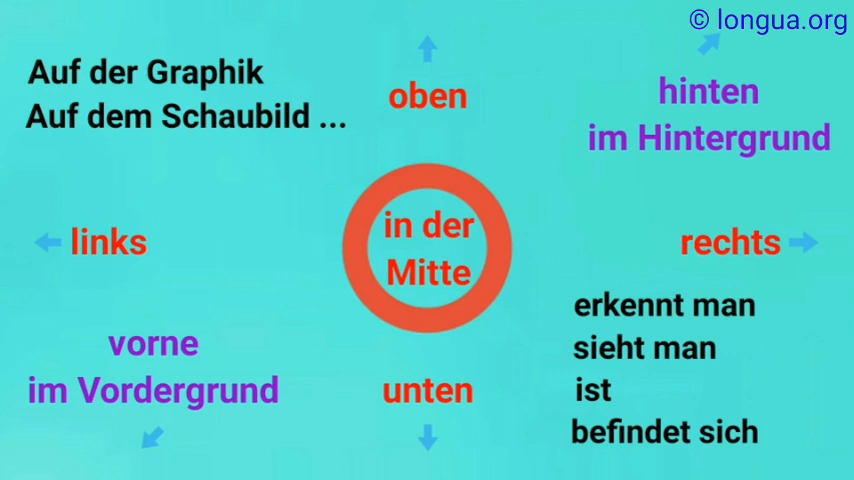 © longua.org
Auf der Graphik
Auf dem Schaubild ...
oben
hinten
im Hintergrund
links
in der
Mitte
rechts
vorne
im Vordergrund
unten
erkennt man
sieht man
ist
befindet sich